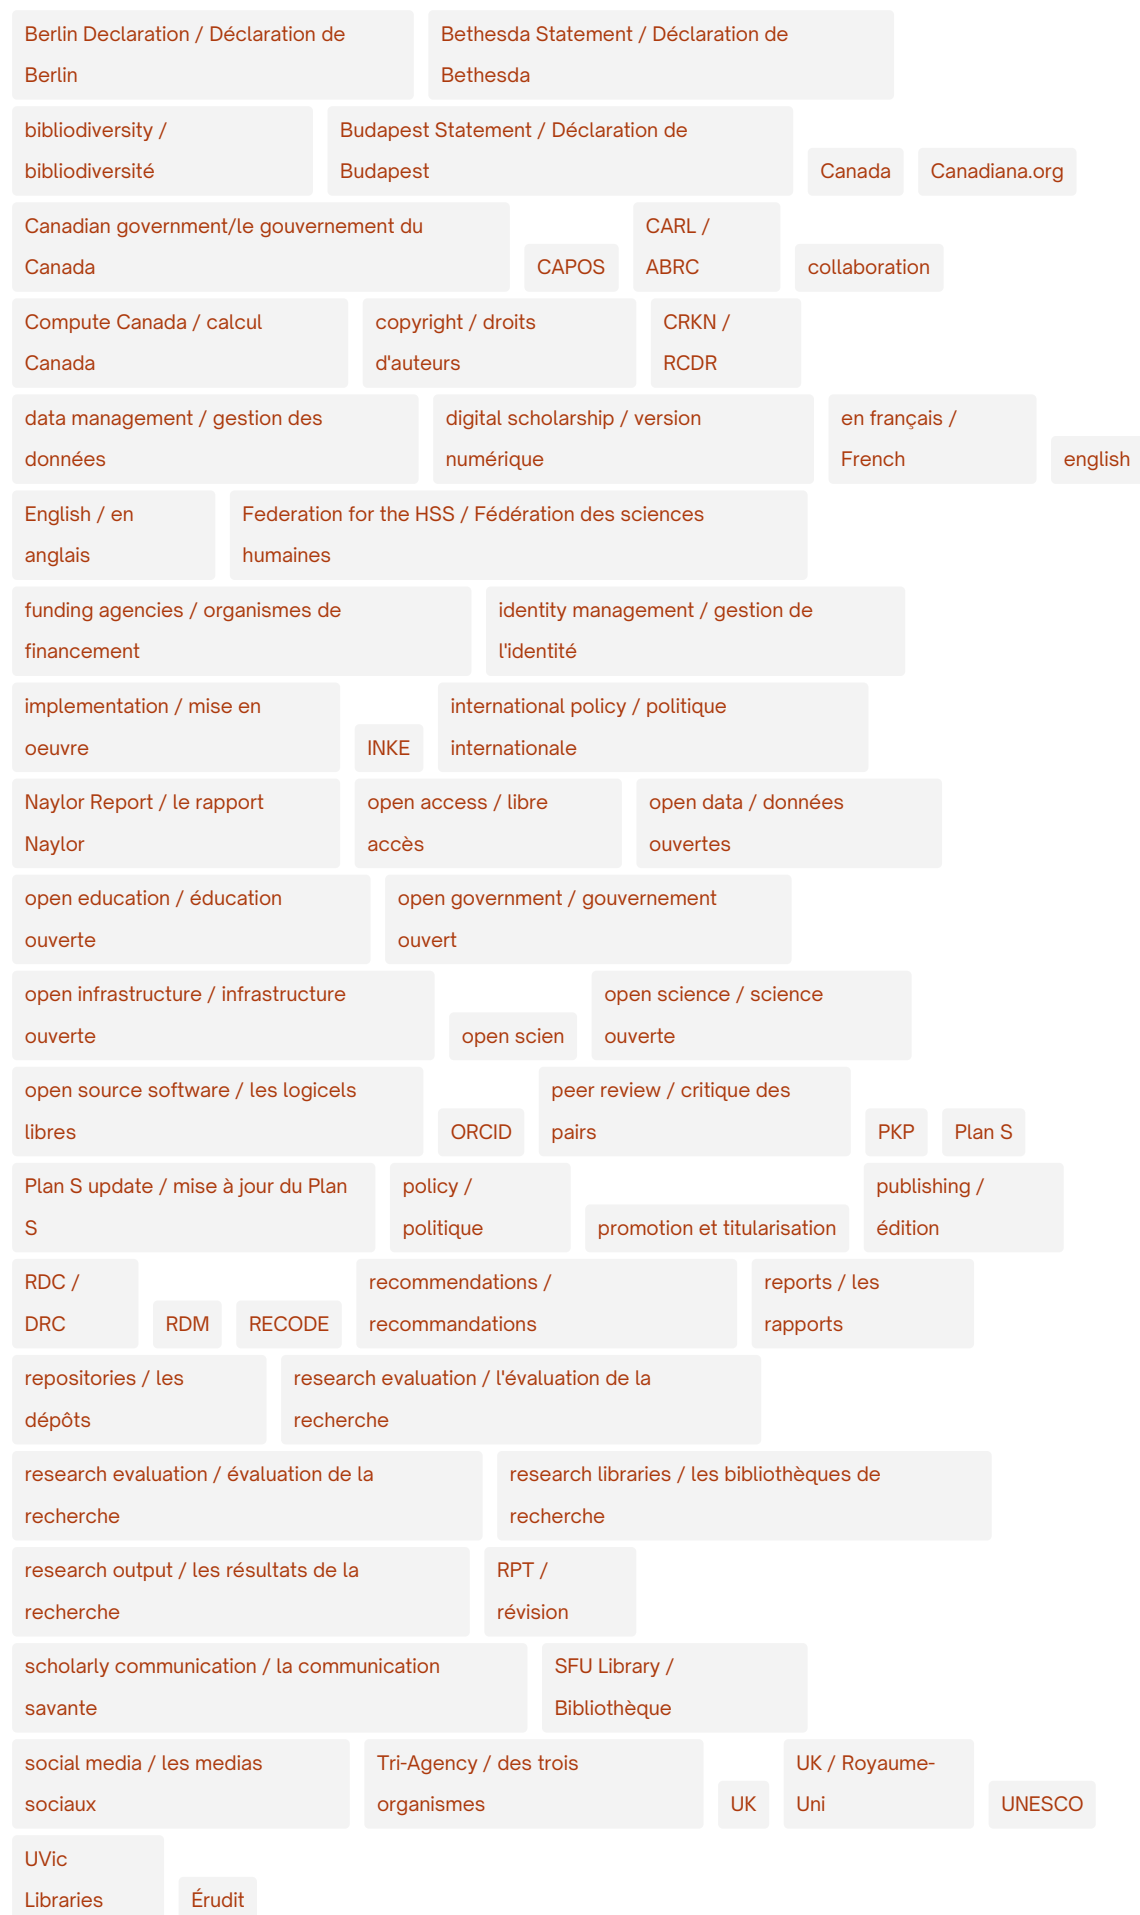 Berlin Declaration / Déclaration de
Berlin
Bethesda Statement / Déclaration de
Bethesda
bibliodiversity /
bibliodiversité
Budapest Statement / Déclaration de
Budapest
Canada
Canadiana.org
Canadian government/le gouvernement du
Canada
CAPOS
CARL /
ABRC
collaboration
Compute Canada / calcul
Canada
copyright / droits
d'auteurs
CRKN /
RCDR
data management / gestion des
données
digital scholarship / version
numérique
en français /
French
english
English / en
anglais
Federation for the HSS / Fédération des sciences
humaines
funding agencies / organismes de
financement
identity management / gestion de
l'identité
implementation / mise en
oeuvre
INKE
international policy / politique
internationale
Naylor Report / le rapport
Naylor
open access / libre
accès
open data / données
ouvertes
open education / éducation
ouverte
open government / gouvernement
ouvert
open infrastructure / infrastructure
ouverte
open scien
open science / science
ouverte
open source software / les logicels
libres
ORCID
peer review / critique des
pairs
PKP
Plan S
Plan S update / mise à jour du Plan
S
policy /
politique
promotion et titularisation
publishing /
édition
RDC /
DRC
RDM
RECODE
recommendations /
recommandations
reports / les
rapports
repositories / les
dépôts
research evaluation / l'évaluation de la
recherche
research evaluation / évaluation de la
recherche
research libraries / les bibliothèques de
recherche
research output / les résultats de la
recherche
RPT /
révision
scholarly communication / la communication
savante
SFU Library /
Bibliothèque
social media / les medias
sociaux
Tri-Agency / des trois
organismes
UK
UK / Royaume-
Uni
UNESCO
UVic
Libraries
Érudit